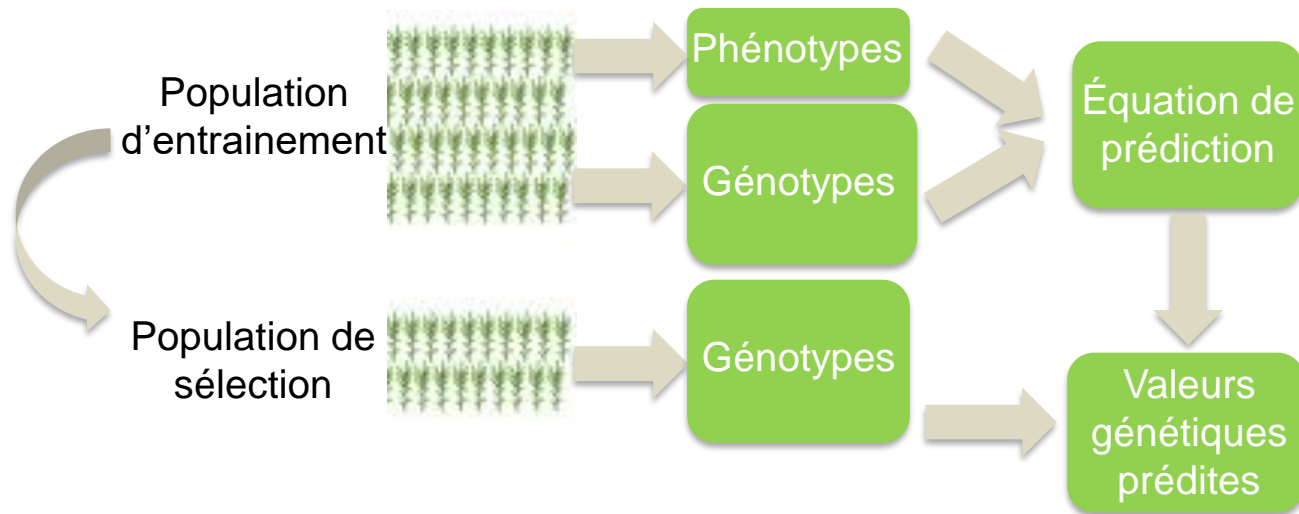 Population
d’entrainement
Phénotypes
Génotypes
Équation de
prédiction
Population de
sélection
Génotypes
Valeurs
génétiques
prédites